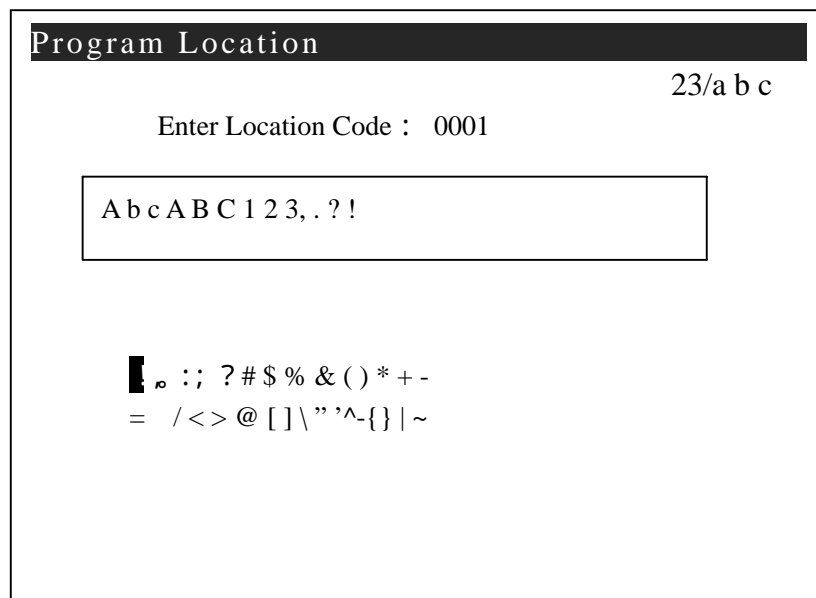 Program Location
23/a b c
Enter Location Code： 0001
A b c A B C 1 2 3, . ? !
: ; ? # $ % & ( ) * + -
= / < > @ [ ] \ ” ’ ^ - { } | ~